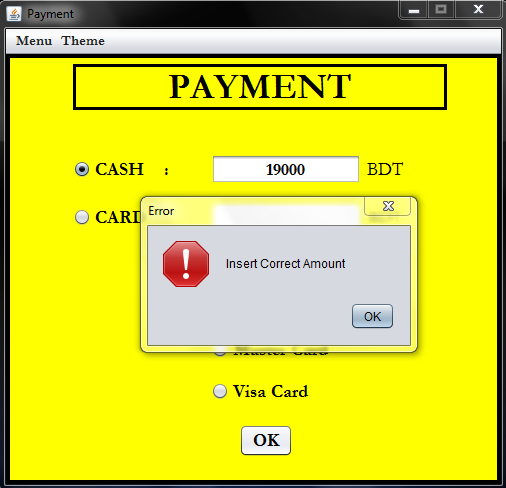 Payment
Menu Theme
PAYMENT
CASH : 19000 BDT
CARD
Error
Insert Correct Amount
OK
Master Card
Visa Card
OK